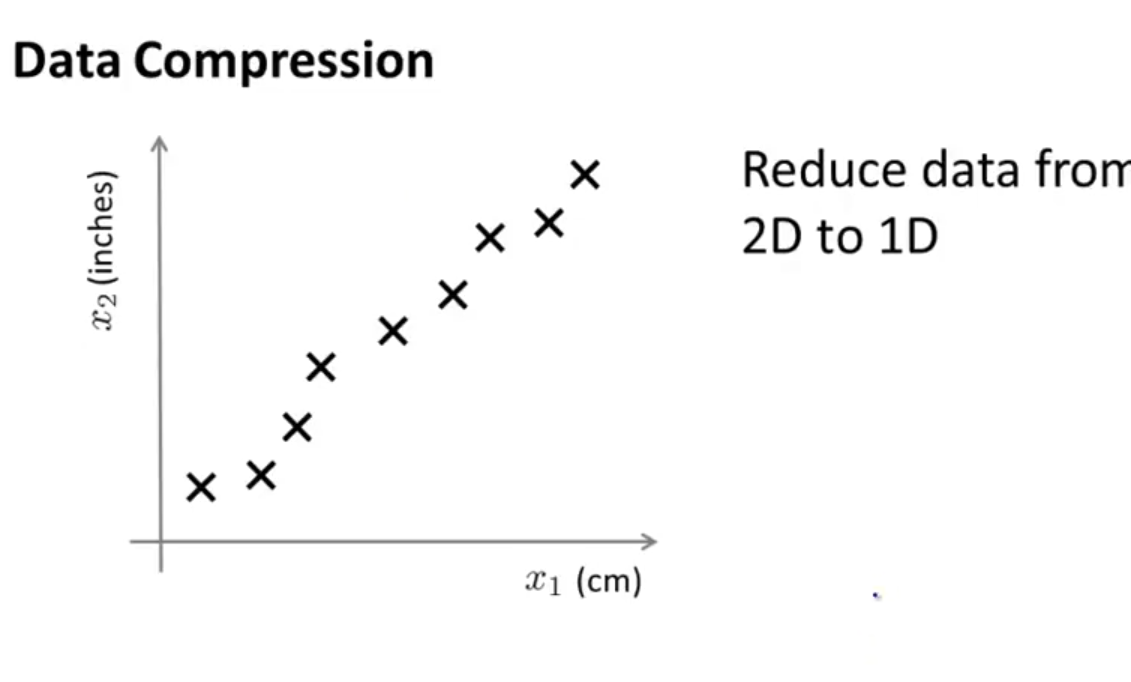 Data Compression
x₂ (inches)
Reduce data from
2D to 1D
x₁ (cm)